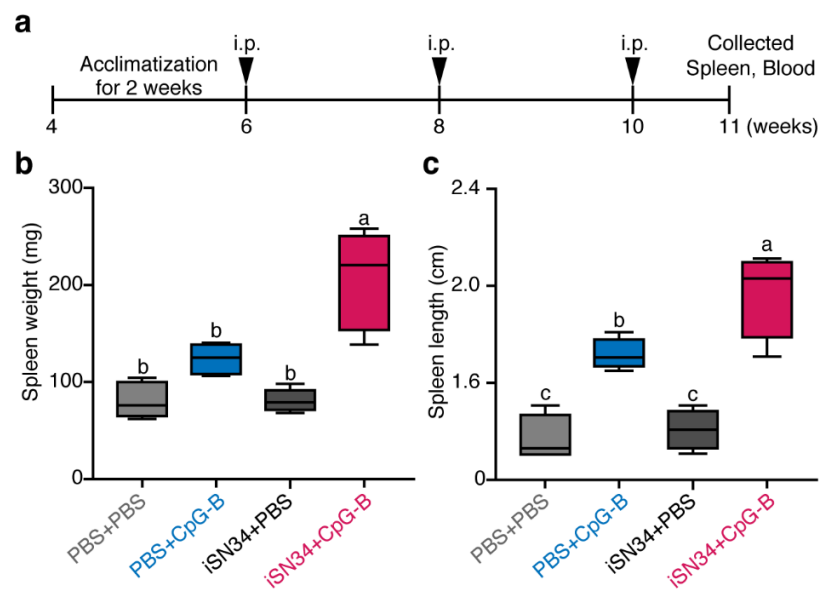 a
i.p.
i.p.
i.p.
Collected
Spleen, Blood
Acclimatization
for 2 weeks
4
6
8
10
11 (weeks)
b
Spleen weight (mg)
300
200
100
0
b
b
b
a
PBS+PBS
PBS+CpG-B
iSN34+PBS
iSN34+CpG-B
c
Spleen length (cm)
2.4
2.0
1.6
0
c
b
c
a
PBS+PBS
PBS+CpG-B
iSN34+PBS
iSN34+CpG-B